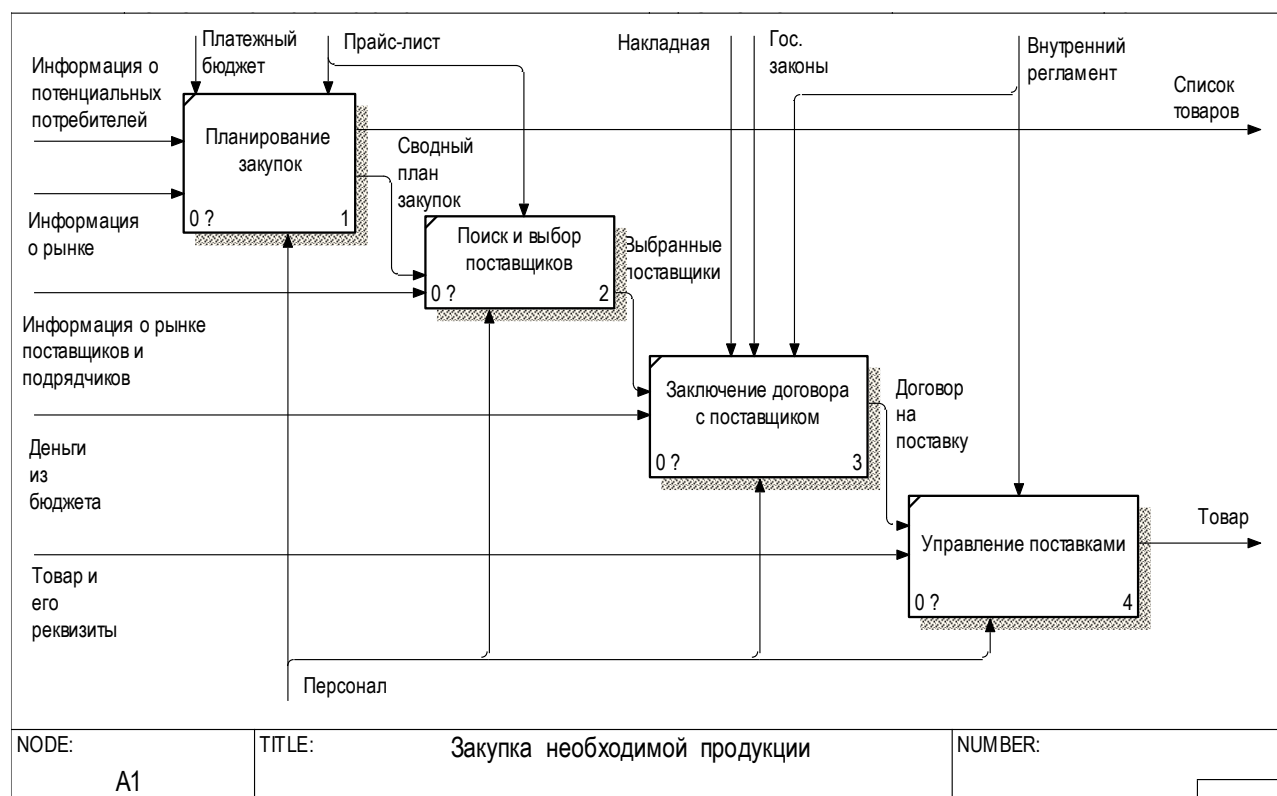 Платежный
бюджет
Прайс-лист
Накладная
Гос.
законы
Внутренний
регламент
Информация о
потенциальных
потребителей
Список
товаров
Планирование
закупок
0 ?
1
Сводный
план
закупок
Информация
о рынке
Поиск и выбор
поставщиков
0 ?
2
Выбранные
поставщики
Информация о рынке
поставщиков и
подрядчиков
Заключение договора
с поставщиком
0 ?
3
Договор
на
поставку
Деньги
из
бюджета
Управление поставками
0 ?
4
Товар
Товар и
его
реквизиты
Персонал
NODE:
A1
TITLE:
Закупка необходимой продукции
NUMBER: